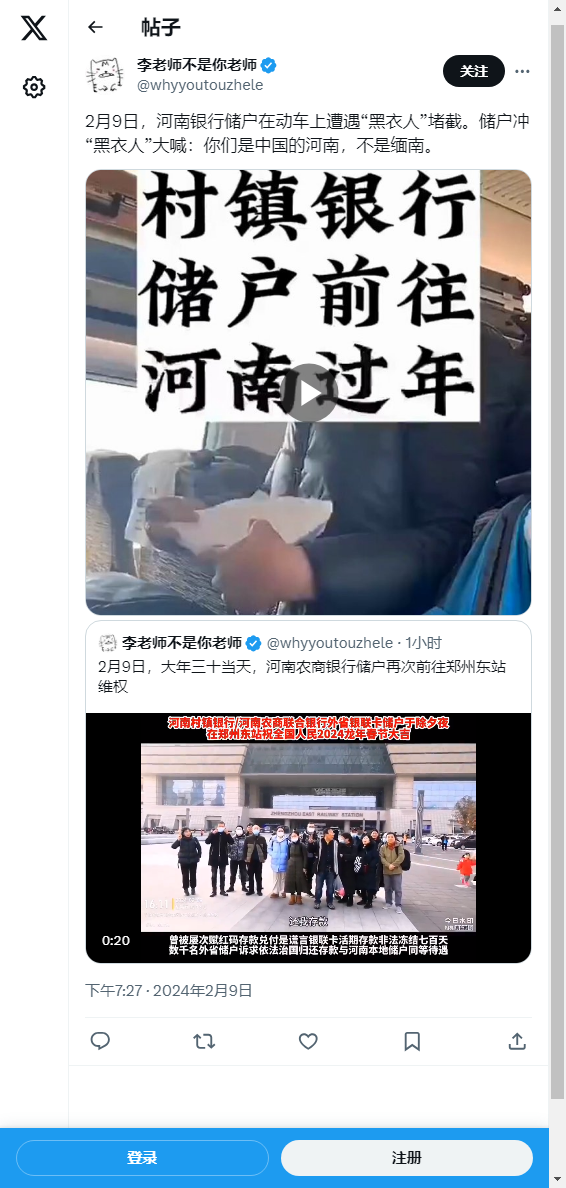 帖子
李老师不是你老师
@whyyoutouzhele
关注
2月9日，河南银行储户在动车上遭遇“黑衣人”堵截。储户冲
“黑衣人”大喊：你们是中国的河南，不是缅南。
村镇银行
储户前往
河南过年
李老师不是你老师 @whyyoutouzhele · 1小时
2月9日，大年三十当天，河南农商银行储户再次前往郑州东站
维权
河南村镇银行/河南农商联合银行外省银联卡储户于除夕夜
在郑州东站祝全国人民2024龙年春节大吉
ZHENGZHOU EAST RAILWAY STATION
还我存款
今日水印
0:20
曾被屡次赋红码存款兑付是谎言银联卡活期存款非法冻结七百天
数千名外省储户诉求依法治国归还存款与河南本地储户同等待遇
下午7:27 · 2024年2月9日
登录
注册